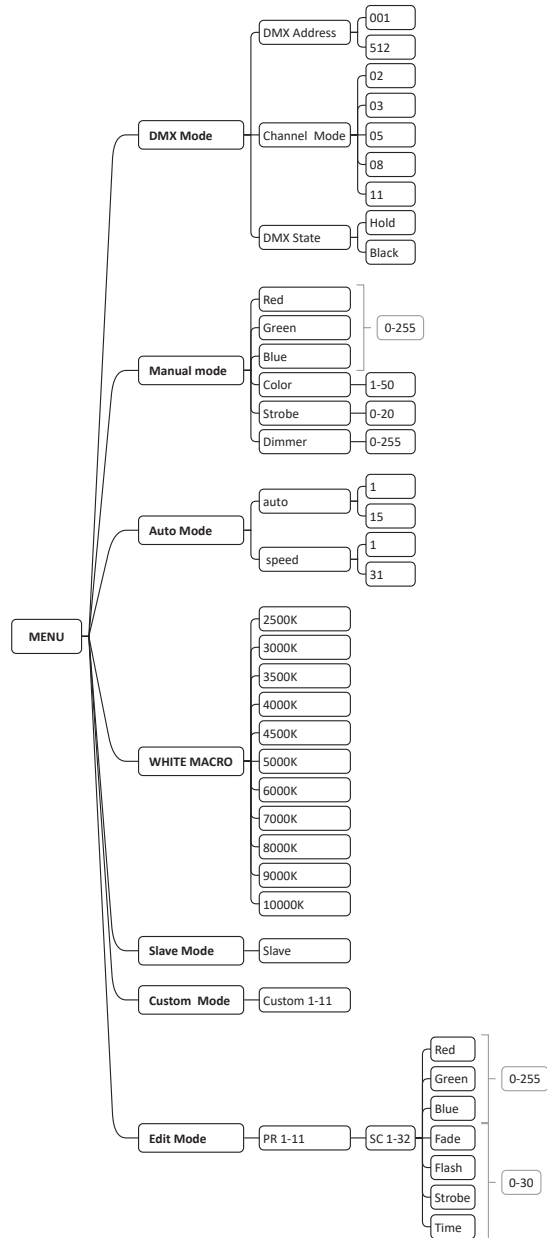 MENU
DMX Mode
DMX Address
001
512
Channel Mode
02
03
05
08
11
DMX State
Hold
Black
Manual mode
Red
Green
Blue
0-255
Color
1-50
Strobe
0-20
Dimmer
0-255
Auto Mode
auto
1
15
speed
1
31
WHITE MACRO
2500K
3000K
3500K
4000K
4500K
5000K
6000K
7000K
8000K
9000K
10000K
Slave Mode
Slave
Custom Mode
Custom 1-11
Edit Mode
PR 1-11
SC 1-32
Red
Green
Blue
0-255
Fade
Flash
Strobe
Time
0-30